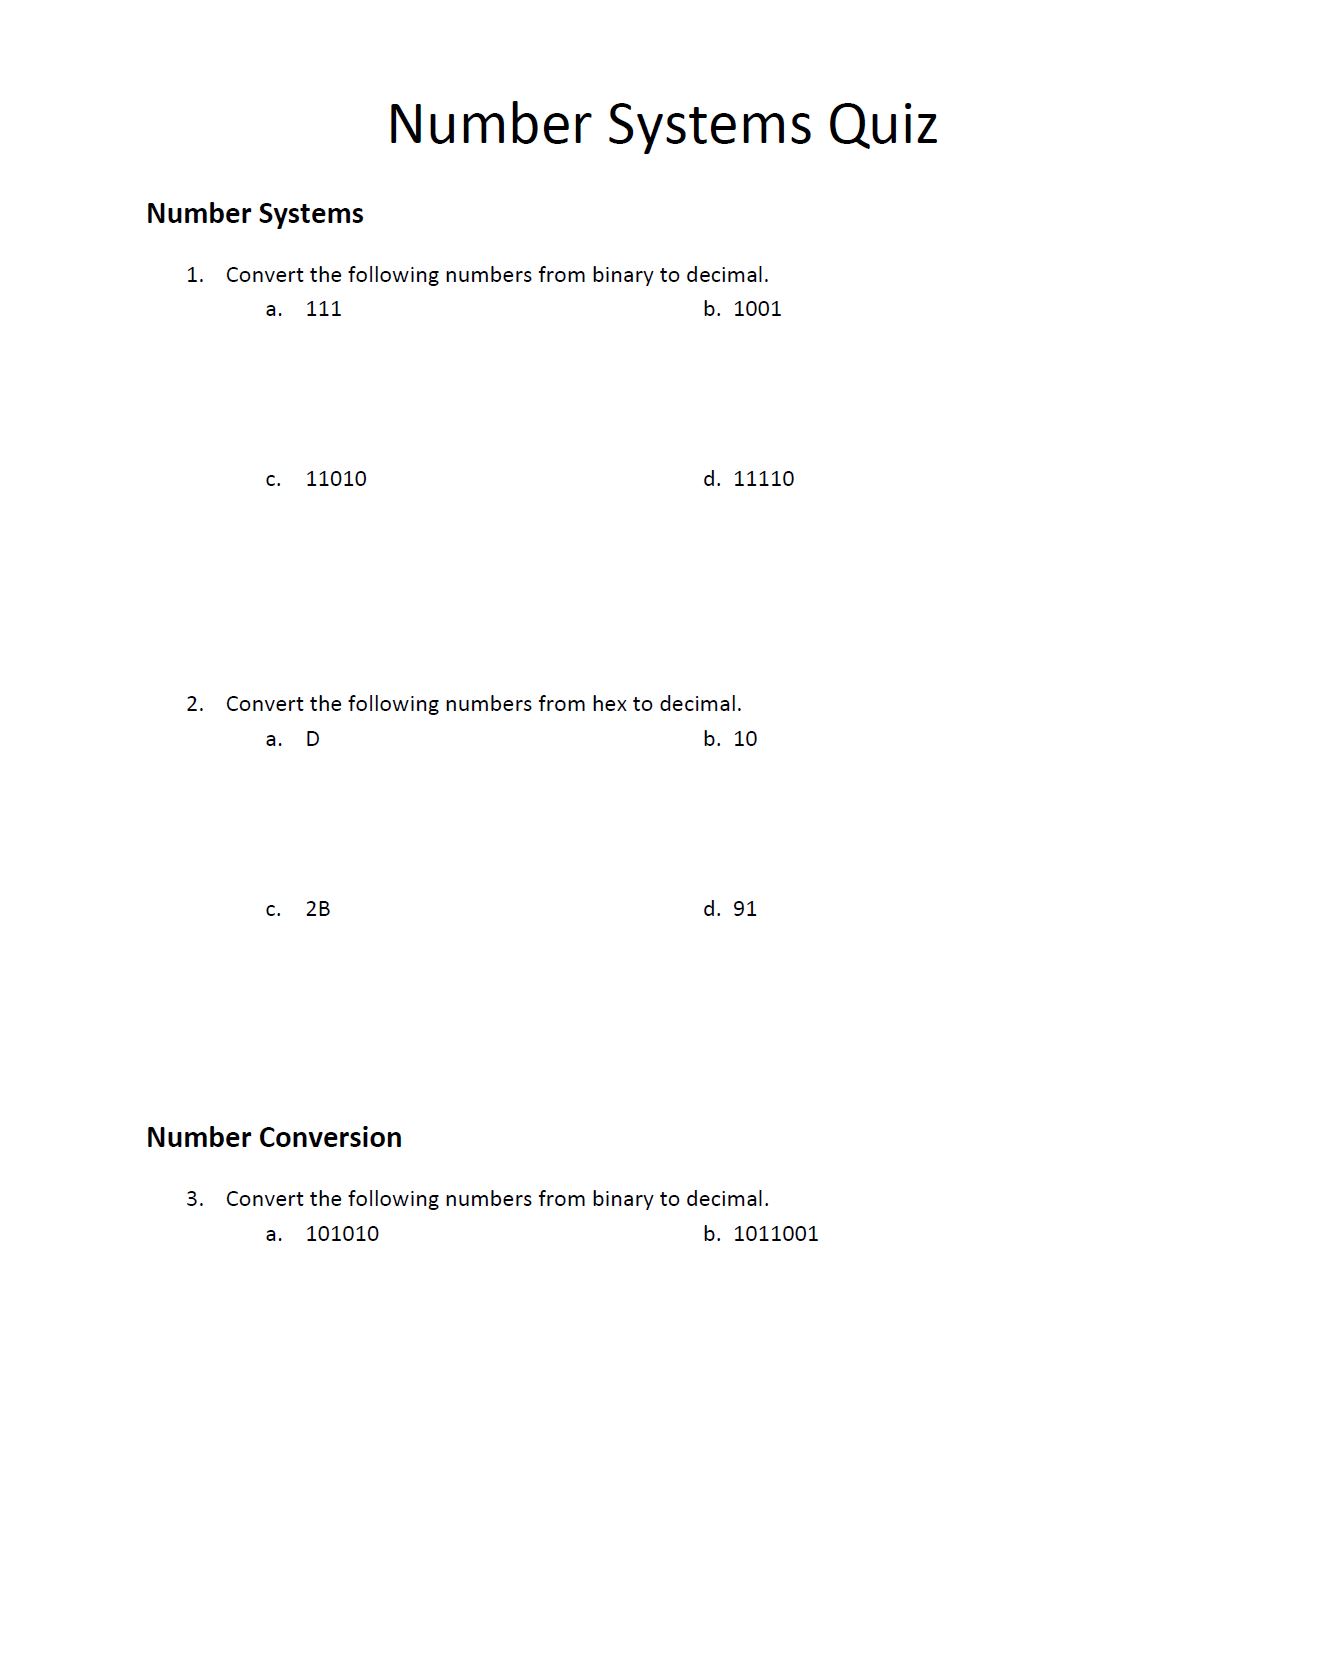 Number Systems Quiz
Number Systems
1. Convert the following numbers from binary to decimal.
a. 111 b. 1001
c. 11010 d. 11110
2. Convert the following numbers from hex to decimal.
a. D b. 10
c. 2B d. 91
Number Conversion
3. Convert the following numbers from binary to decimal.
a. 101010 b. 1011001